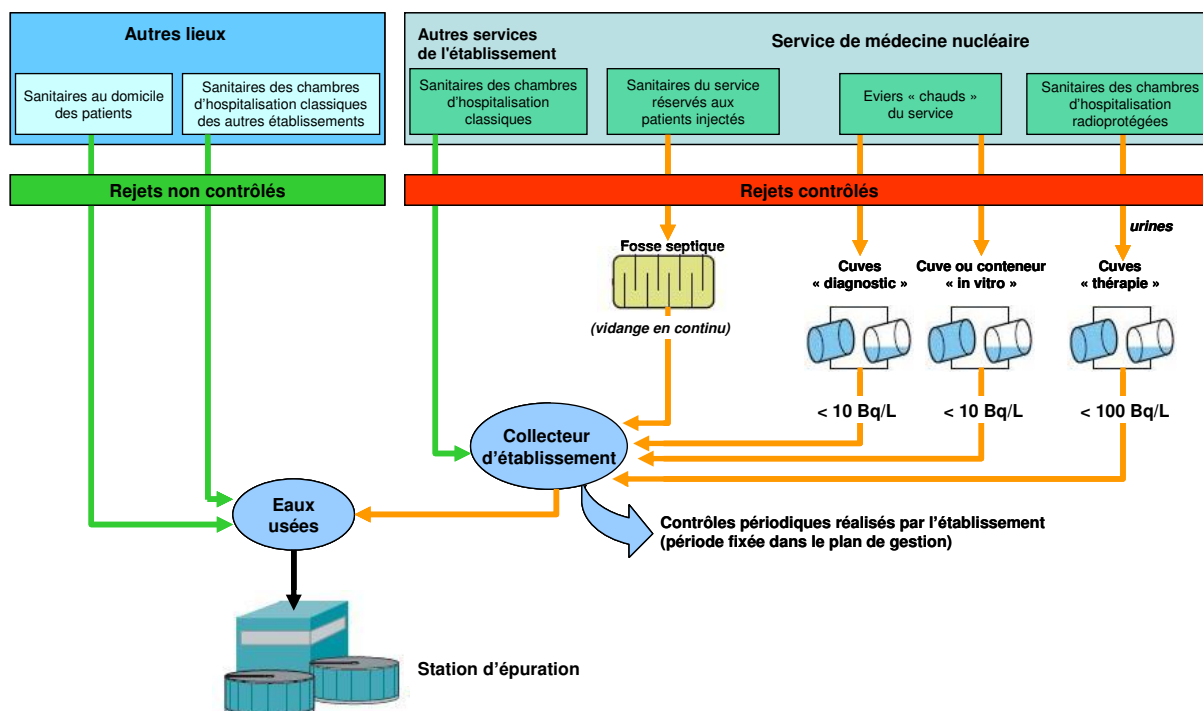 Autres lieux
Sanitaires au domicile
des patients
Sanitaires des chambres
d'hospitalisation classiques
des autres établissements
Autres services
de l'établissement
Service de médecine nucléaire
Sanitaires des chambres
d'hospitalisation
classiques
Sanitaires du service
réservés aux
patients injectés
Eviers « chauds »
du service
Sanitaires des chambres
d'hospitalisation
radioprotégées
Rejets non contrôlés
Rejets contrôlés
urines
Fosse septique
(vidange en continu)
Cuves
« diagnostic »
Cuve ou conteneur
« in vitro »
Cuves
« thérapie »
< 10 Bq/L
< 10 Bq/L
< 100 Bq/L
Collecteur
d'établissement
Eaux
usées
Contrôles périodiques réalisés par l'établissement
(période fixée dans le plan de gestion)
Station d'épuration